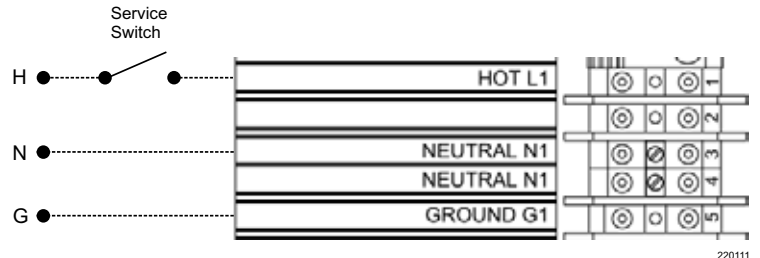 Service
Switch
H
HOT L1
1
2
N
NEUTRAL N1
3
NEUTRAL N1
4
G
GROUND G1
5
220111